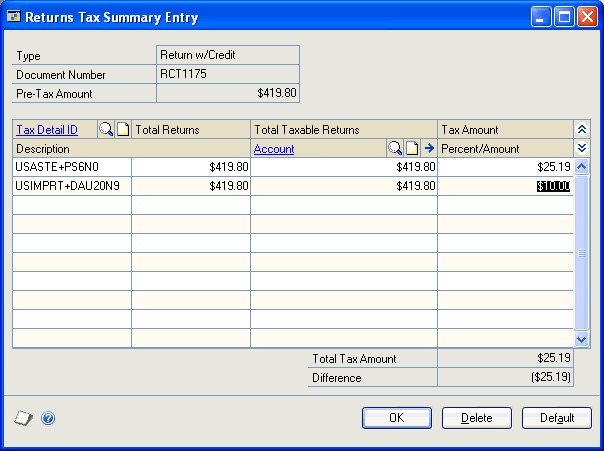 Returns Tax Summary Entry
Type Return w/Credit
Document Number RCT1175
Pre-Tax Amount $419.80
Tax Detail ID Total Returns Total Taxable Returns Tax Amount
Description Account Percent/Amount
USASTE+PS6N0 $419.80 $419.80 $25.19
USIMPRT+DAU20N9 $419.80 $419.80 $10.00
Total Tax Amount $25.19
Difference ($25.19)
OK Delete Default